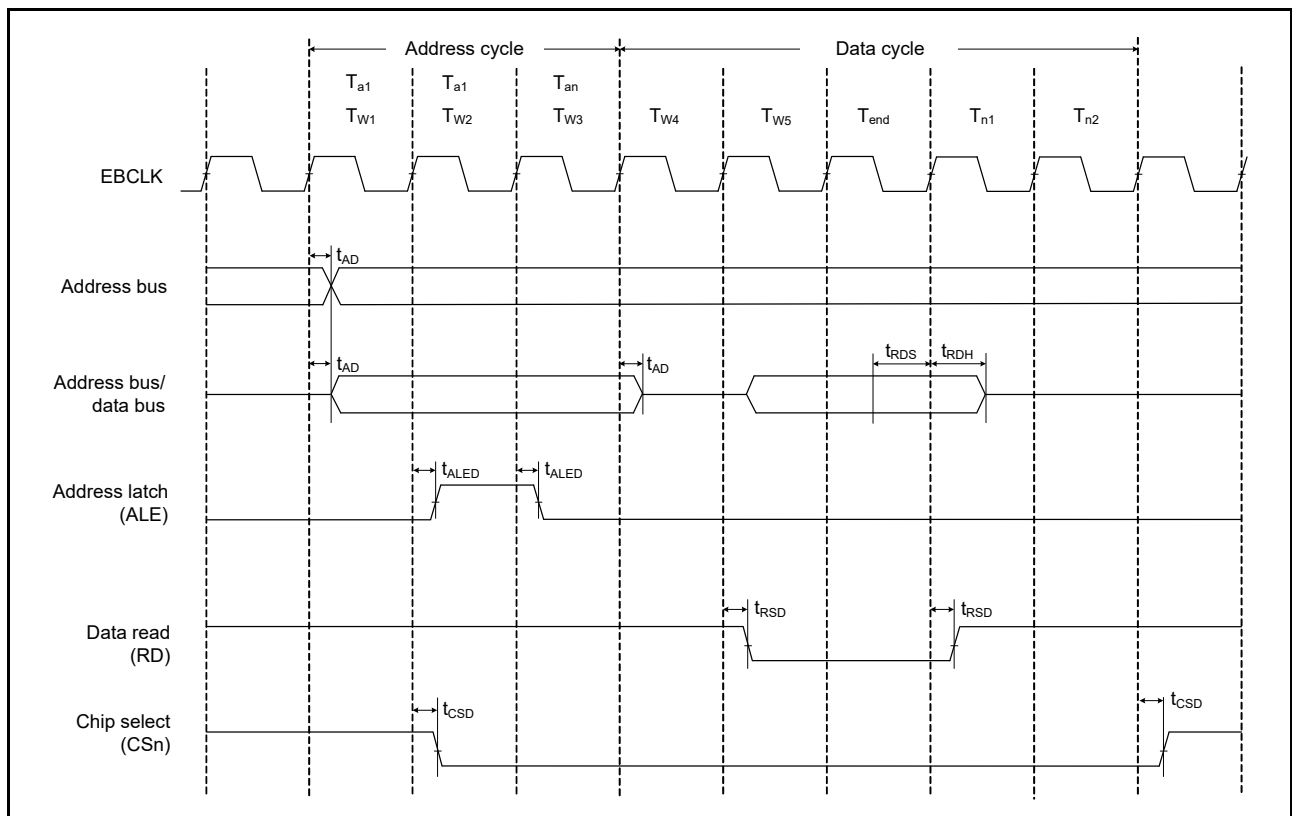 Address cycle Data cycle
Ta1 Ta1 Tan
TW1 TW2 TW3 TW4 TW5 Tend Tn1 Tn2
EBCLK
tAD
Address bus
tAD tAD tRDS tRDH
Address bus/
data bus
tALED tALED
Address latch
(ALE)
tRSD tRSD
Data read
(RD)
tCSD tCSD
Chip select
(CSn)